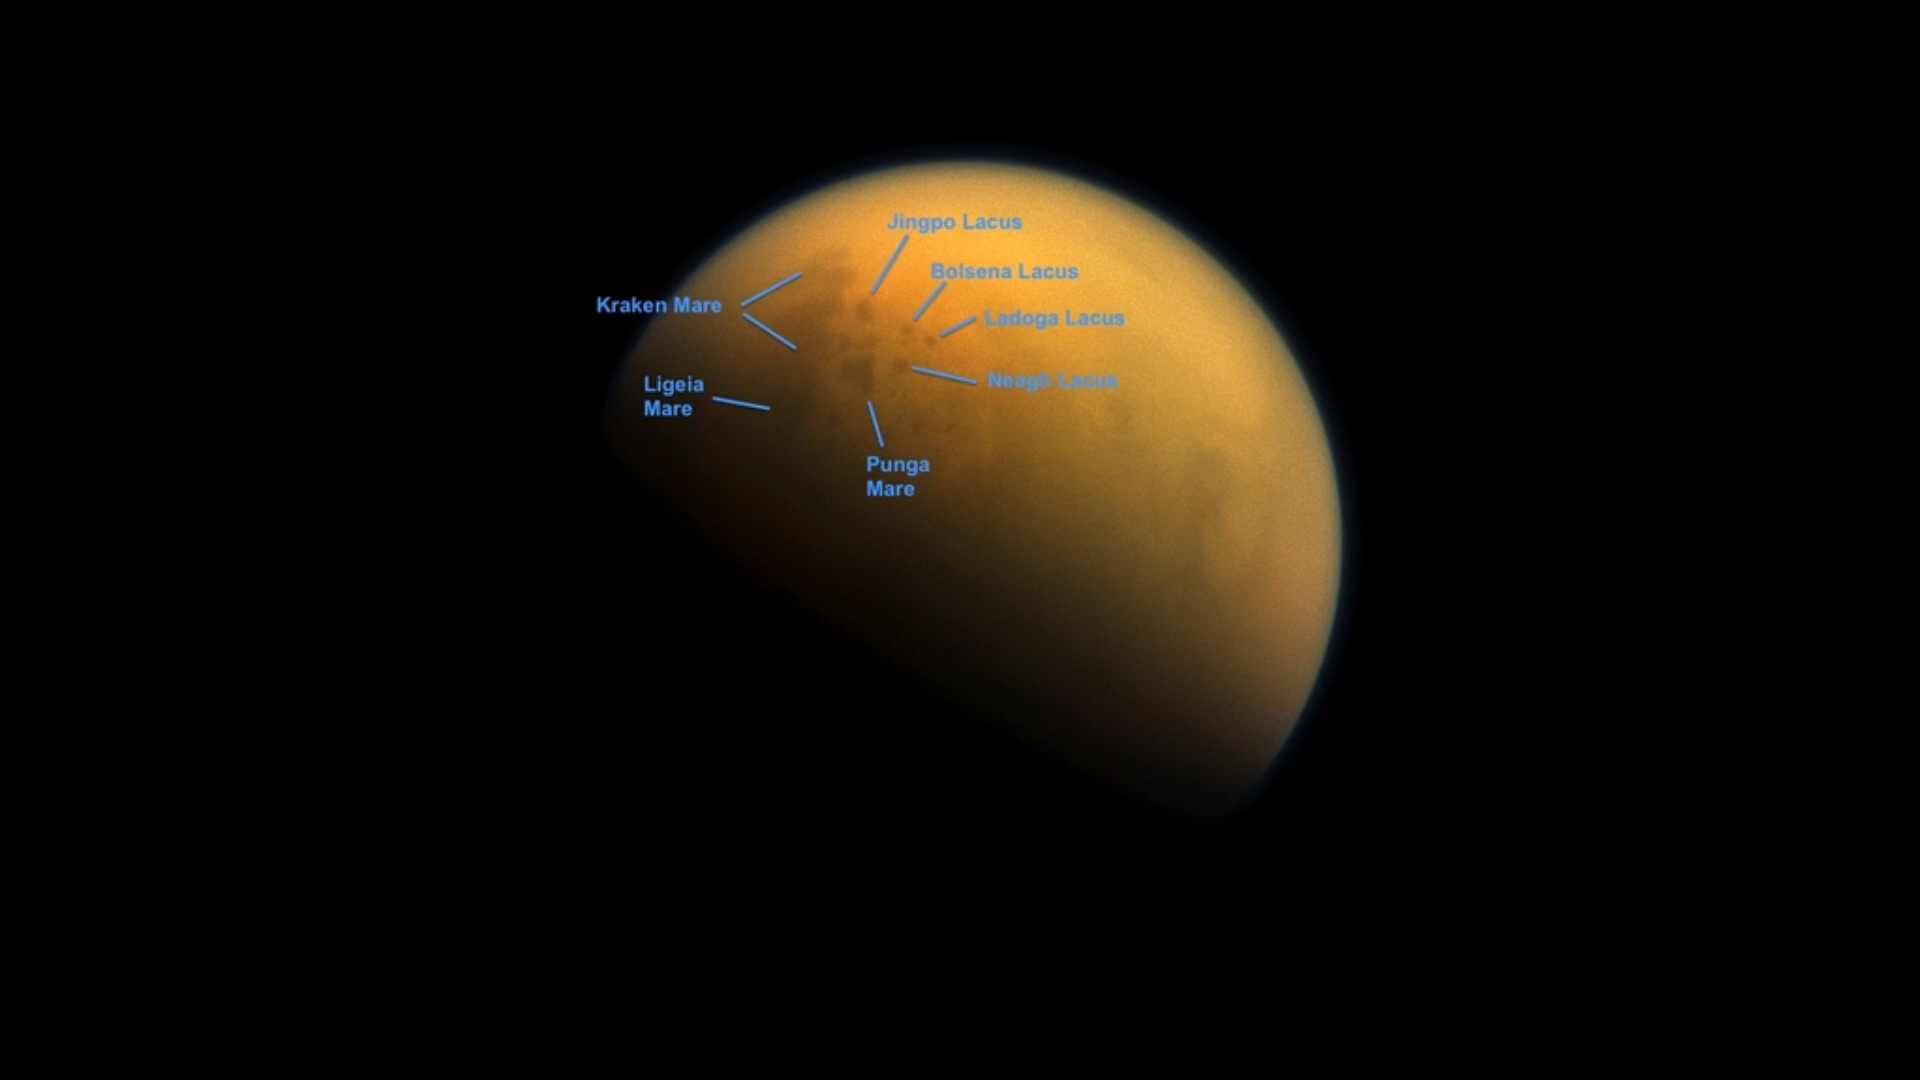 Jingpo Lacus
Bolsena Lacus
Kraken Mare
Ladoga Lacus
Neagh Lacus
Ligeia
Mare
Punga
Mare